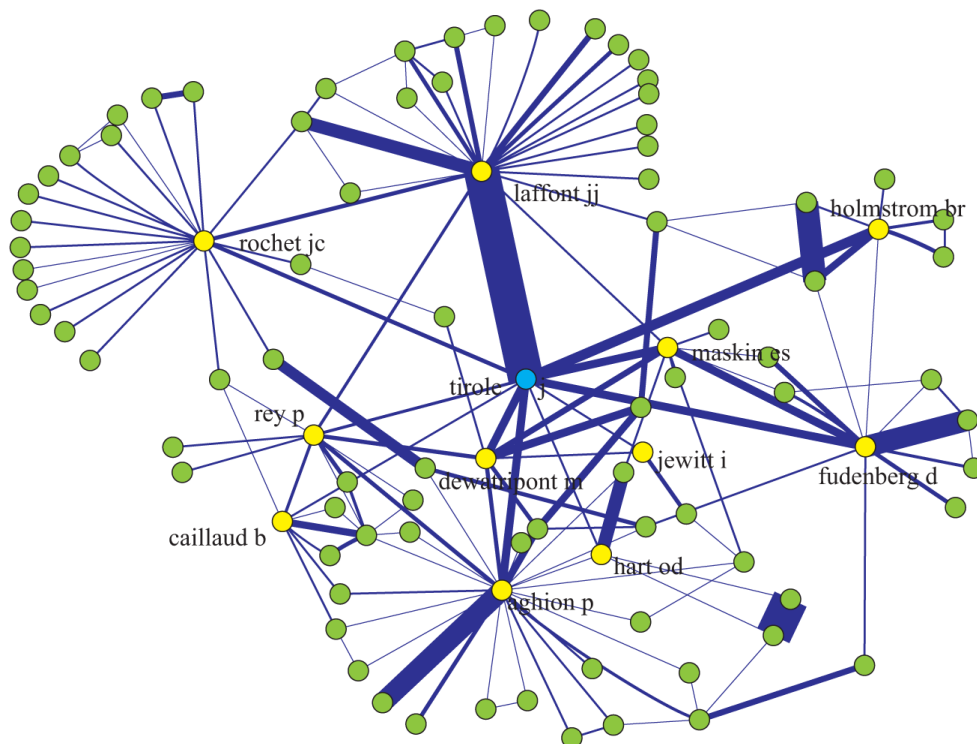 laffont jj
holmstrom br
rochet jc
maskin es
tirole j
rey p
jewitt i
dewatripont m
fudenberg d
caillaud b
hart od
aghion p